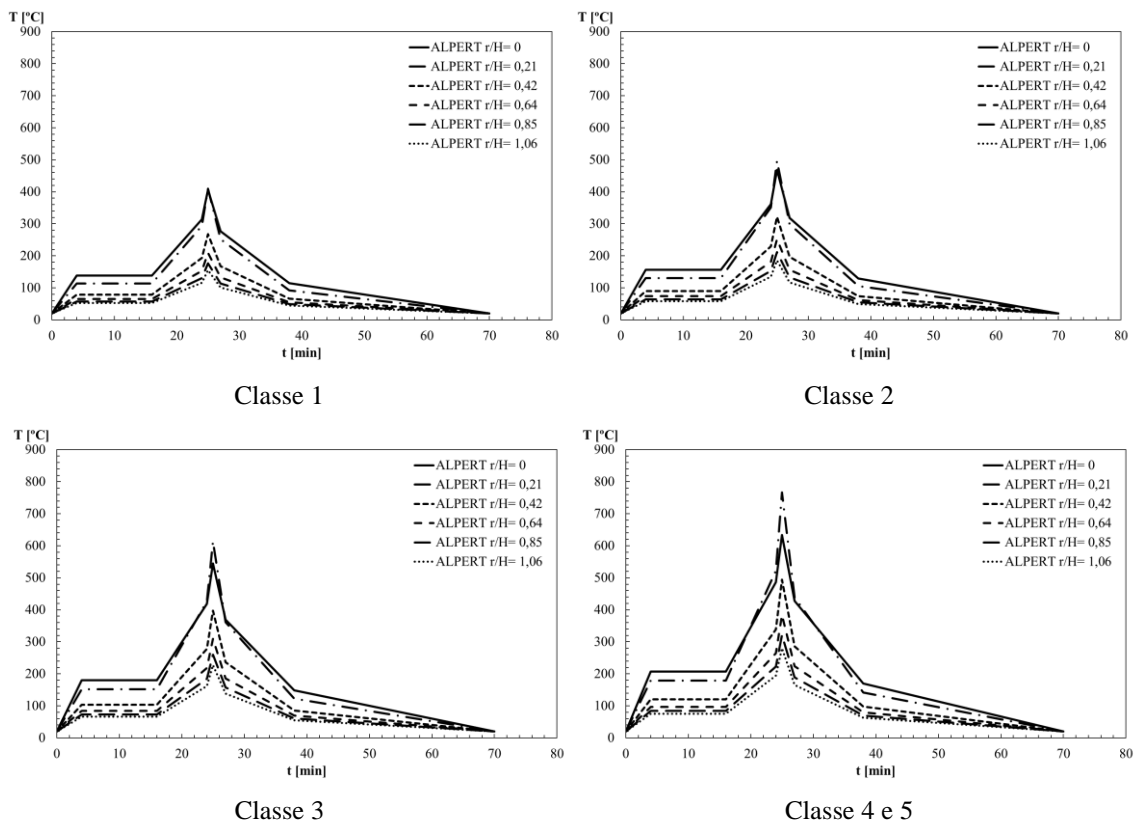 T [ºC]
900
800
700
600
500
400
300
200
100
0
0 10 20 30 40 50 60 70 80
t [min]
ALPERT r/H= 0
ALPERT r/H= 0,21
ALPERT r/H= 0,42
ALPERT r/H= 0,64
ALPERT r/H= 0,85
ALPERT r/H= 1,06
Classe 1
T [ºC]
900
800
700
600
500
400
300
200
100
0
0 10 20 30 40 50 60 70 80
t [min]
ALPERT r/H= 0
ALPERT r/H= 0,21
ALPERT r/H= 0,42
ALPERT r/H= 0,64
ALPERT r/H= 0,85
ALPERT r/H= 1,06
Classe 2
T [ºC]
900
800
700
600
500
400
300
200
100
0
0 10 20 30 40 50 60 70 80
t [min]
ALPERT r/H= 0
ALPERT r/H= 0,21
ALPERT r/H= 0,42
ALPERT r/H= 0,64
ALPERT r/H= 0,85
ALPERT r/H= 1,06
Classe 3
T [ºC]
900
800
700
600
500
400
300
200
100
0
0 10 20 30 40 50 60 70 80
t [min]
ALPERT r/H= 0
ALPERT r/H= 0,21
ALPERT r/H= 0,42
ALPERT r/H= 0,64
ALPERT r/H= 0,85
ALPERT r/H= 1,06
Classe 4 e 5